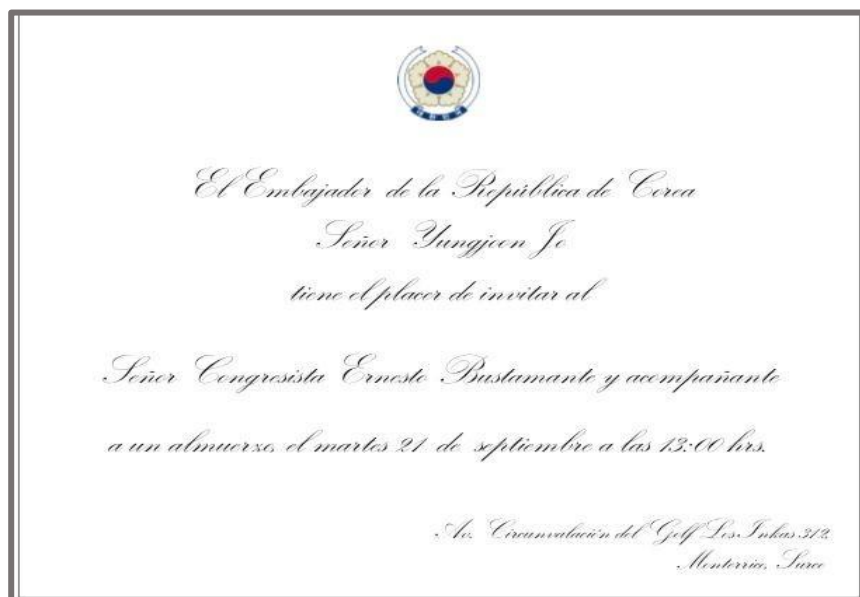 El Embajador de la República de Corea
Señor Yungjoon Jo
tiene el placer de invitar al
Señor Congresista Ernesto Bustamante y acompañante
a un almuerzo, el martes 21 de septiembre a las 13:00 hrs.
Av. Circunvalación del Golf Los Inkas 312,
Monterrico, Surco